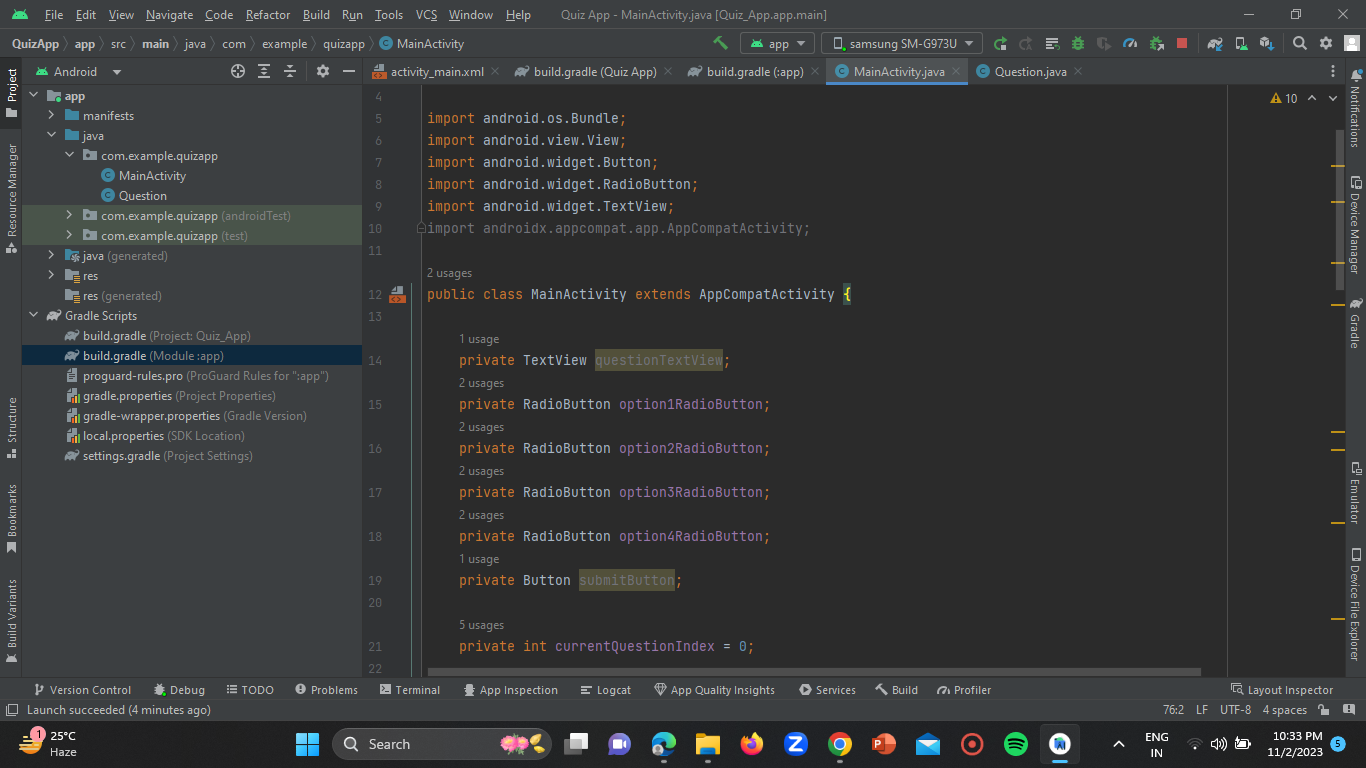 File Edit View Navigate Code Refactor Build Run Tools VCS Window Help Quiz App - MainActivity.java [Quiz_App.app.main]
QuizApp app src main java com example quizapp MainActivity app samsung SM-G973U
Project
Android
activity_main.xml build.gradle (Quiz App) build.gradle (:app) MainActivity.java Question.java
app
manifests
java
com.example.quizapp
MainActivity
Question
com.example.quizapp (androidTest)
com.example.quizapp (test)
java (generated)
res
res (generated)
Gradle Scripts
build.gradle (Project: Quiz_App)
build.gradle (Module :app)
proguard-rules.pro (ProGuard Rules for ":app")
gradle.properties (Project Properties)
gradle-wrapper.properties (Gradle Version)
local.properties (SDK Location)
settings.gradle (Project Settings)
Resource Manager
Structure
Bookmarks
Build Variants
10
4
5 import android.os.Bundle;
6 import android.view.View;
7 import android.widget.Button;
8 import android.widget.RadioButton;
9 import android.widget.TextView;
10 import androidx.appcompat.app.AppCompatActivity;
11
2 usages
12 public class MainActivity extends AppCompatActivity {
13
1 usage
14 private TextView questionTextView;
2 usages
15 private RadioButton option1RadioButton;
2 usages
16 private RadioButton option2RadioButton;
2 usages
17 private RadioButton option3RadioButton;
2 usages
18 private RadioButton option4RadioButton;
1 usage
19 private Button submitButton;
20
5 usages
21 private int currentQuestionIndex = 0;
22
Notifications
Device Manager
Gradle
Emulator
Device File Explorer
Version Control Debug TODO Problems Terminal App Inspection Logcat App Quality Insights Services Build Profiler Layout Inspector
Launch succeeded (4 minutes ago) 76:2 LF UTF-8 4 spaces
1
25°C
Haze
Search
ENG
IN
10:33 PM
11/2/2023
5